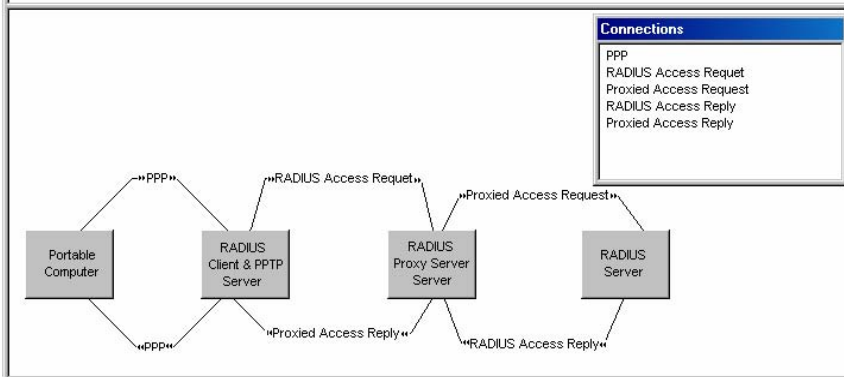 Connections
PPP
RADIUS Access Requet
Proxied Access Request
RADIUS Access Reply
Proxied Access Reply
PPP
RADIUS Access Requet
Proxied Access Request
Portable
Computer
RADIUS
Client & PPTP
Server
RADIUS
Proxy Server
Server
RADIUS
Server
PPP
Proxied Access Reply
RADIUS Access Reply